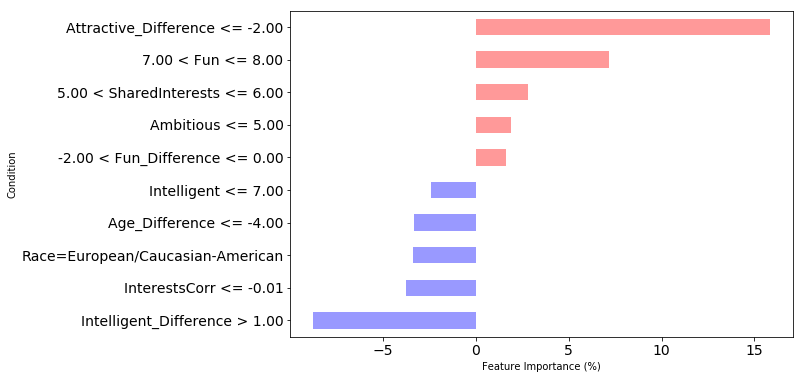 Attractive_Difference <= -2.00
7.00 < Fun <= 8.00
5.00 < SharedInterests <= 6.00
Ambitious <= 5.00
-2.00 < Fun_Difference <= 0.00
Intelligent <= 7.00
Age_Difference <= -4.00
Race=European/Caucasian-American
InterestsCorr <= -0.01
Intelligent_Difference > 1.00
Condition
−5 0 5 10 15
Feature Importance (%)